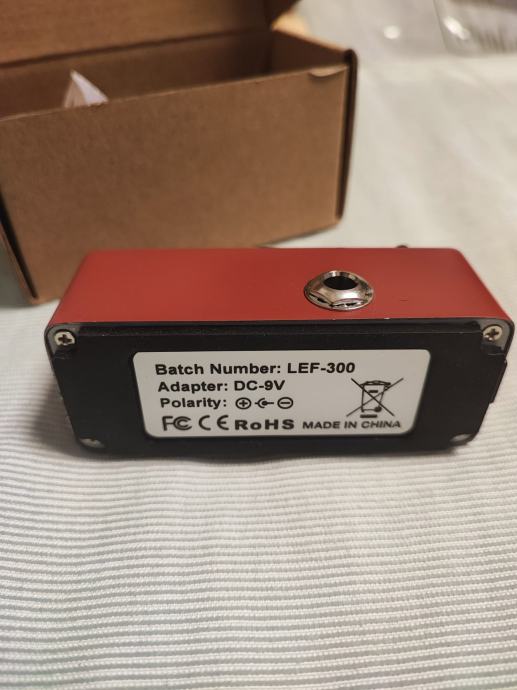 Batch Number: LEF-300
Adapter: DC-9V
Polarity:
FC CE RoHS MADE IN CHINA